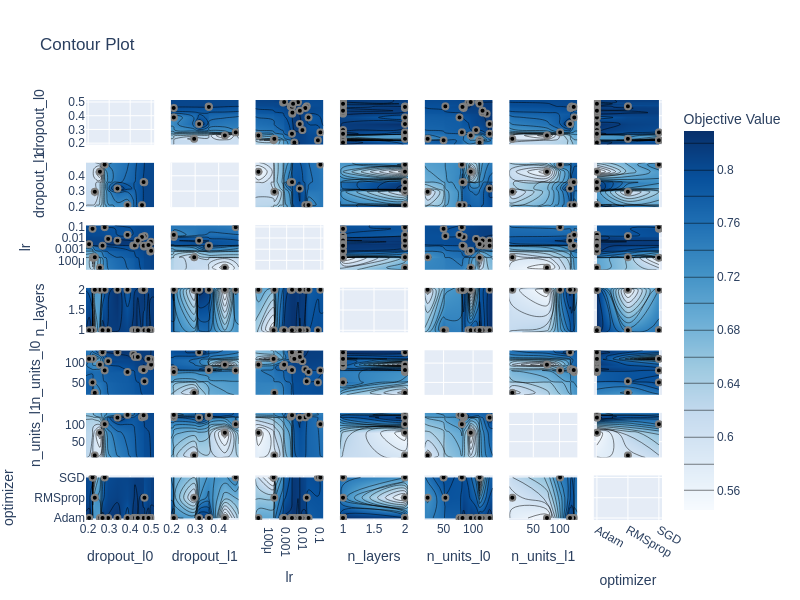 Contour Plot
Objective Value
0.8
0.76
0.72
0.68
0.64
0.6
0.56
dropout_l0
0.5
0.4
0.3
0.2
dropout_l1
0.4
0.3
0.2
lr
0.1
0.01
0.001
100μ
n_layers
2
1.5
1
n_units_l0
100
50
n_units_l1
100
50
optimizer
SGD
RMSprop
Adam
0.2 0.3 0.4 0.5
0.2 0.3 0.4
100μ 0.001 0.01 0.1
1 1.5 2
50 100
50 100
Adam RMSprop SGD
dropout_l0 dropout_l1 lr n_layers n_units_l0 n_units_l1 optimizer